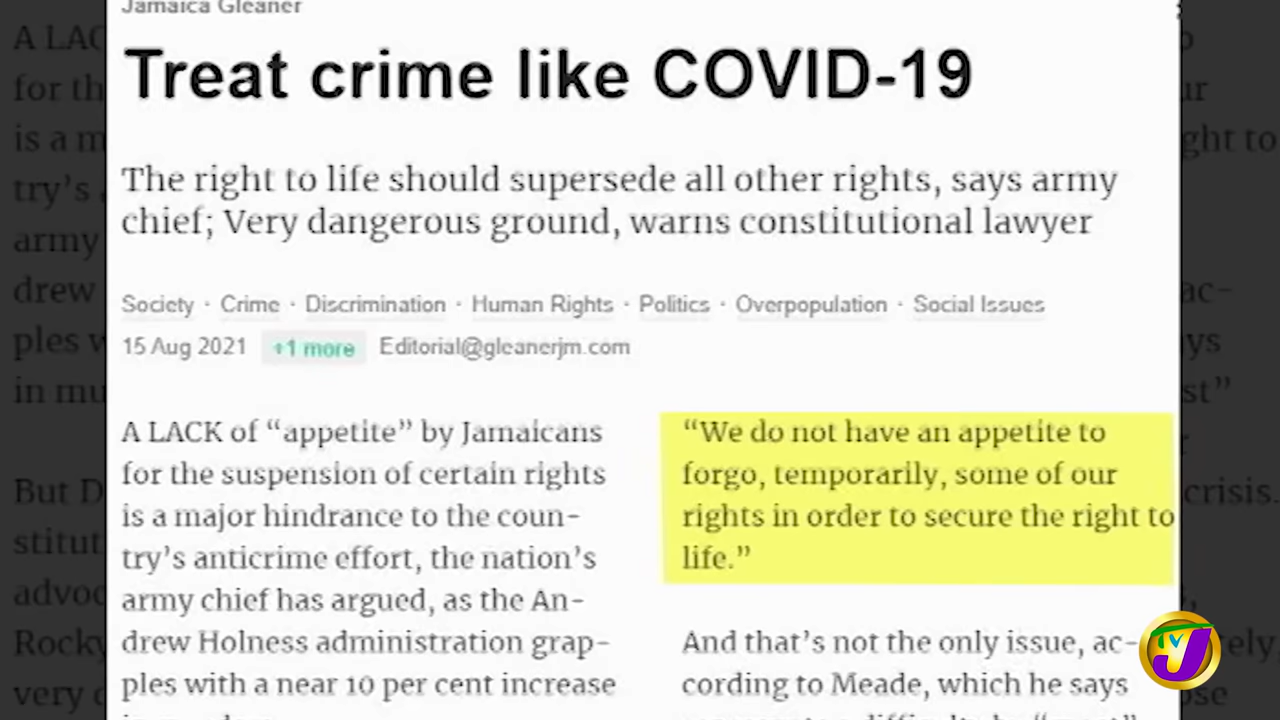 Jamaica Gleaner
Treat crime like COVID-19
The right to life should supersede all other rights, says army
chief; Very dangerous ground, warns constitutional lawyer
Society · Crime · Discrimination · Human Rights · Politics · Overpopulation · Social Issues
15 Aug 2021 +1 more Editorial@gleanerjm.com
A LACK of “appetite” by Jamaicans
for the suspension of certain rights
is a major hindrance to the coun-
try’s anticrime effort, the nation’s
army chief has argued, as the An-
drew Holness administration grap-
ples with a near 10 per cent increase
“We do not have an appetite to
forgo, temporarily, some of our
rights in order to secure the right to
life.”
And that’s not the only issue, ac-
cording to Meade, which he says
TVJ